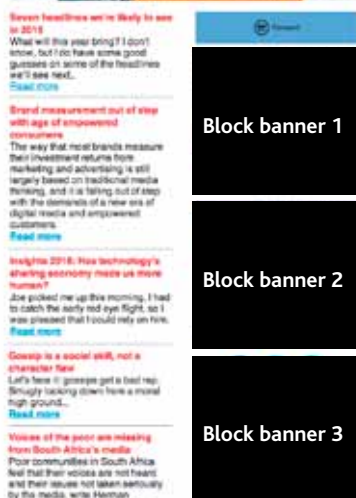 Seven headlines we're likely to see
in 2015
What will this year bring? I don't
know, but I do have some good
guesses on some of the headlines
we'll see next..
Read more
Brand measurement out of step
with age of empowered
consumers
The way that most brands measure
their investment returns from
marketing and advertising is still
largely based on traditional media
thinking, and it is falling out of step
with the demands of a new era of
digital media and empowered
customers.
Read more
Insights 2015: Has technology's
sharing economy made us more
human?
Joe picked me up this morning. I had
to catch the early red eye flight, so I
was pleased that I could rely on him.
Read more
Gossip is a social skill, not a
character flaw
Let's face it: gossips get a bad rap.
Smugly looking down from a moral
high ground...
Read more
Voices of the poor are missing
from South Africa's media
Poor communities in South Africa
feel that their voices are not heard
and their issues not taken seriously
by the media, write Herman
Forward
Block banner 1
Block banner 2
Block banner 3